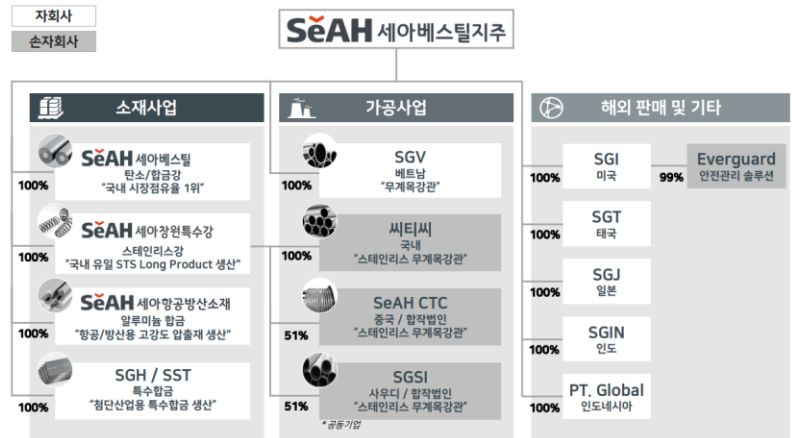 자회사
손자회사
SeAH 세아베스틸지주
소재사업
SeAH 세아베스틸
탄소/합금강
"국내 시장점유율 1위"
100%
SeAH 세아창원특수강
스테인리스강
"국내 유일 STS Long Product 생산"
100%
SeAH 세아항공방산소재
알루미늄 합금
"항공/방산용 고강도 압출재 생산"
100%
SGH / SST
특수합금
"첨단산업용 특수합금 생산"
100%
가공사업
SGV
베트남
"무계목강관"
100%
씨티씨
국내
"스테인리스 무계목강관"
100%
SeAH CTC
중국 / 합작법인
"스테인리스 무계목강관"
51%
SGSI
사우디 / 합작법인
"스테인리스 무계목강관"
51%
* 공동기업
해외 판매 및 기타
SGI
미국
100%
Everguard
안전관리 솔루션
99%
SGT
태국
100%
SGJ
일본
100%
SGIN
인도
100%
PT. Global
인도네시아
100%